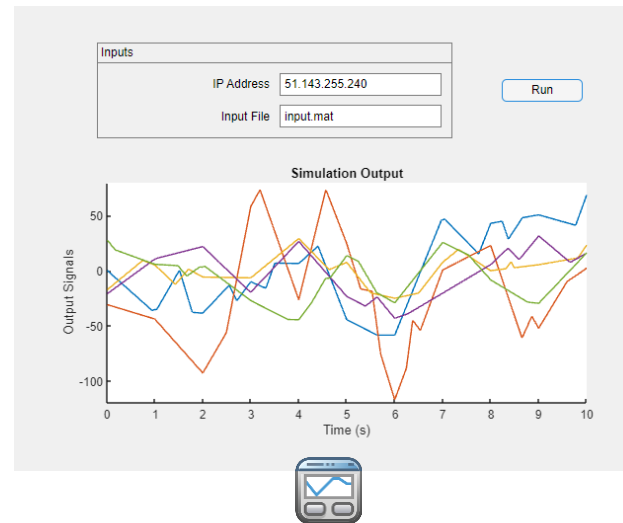 Inputs
IP Address 51.143.255.240
Run
Input File input.mat
Simulation Output
Output Signals
50
0
-50
-100
0 1 2 3 4 5 6 7 8 9 10
Time (s)